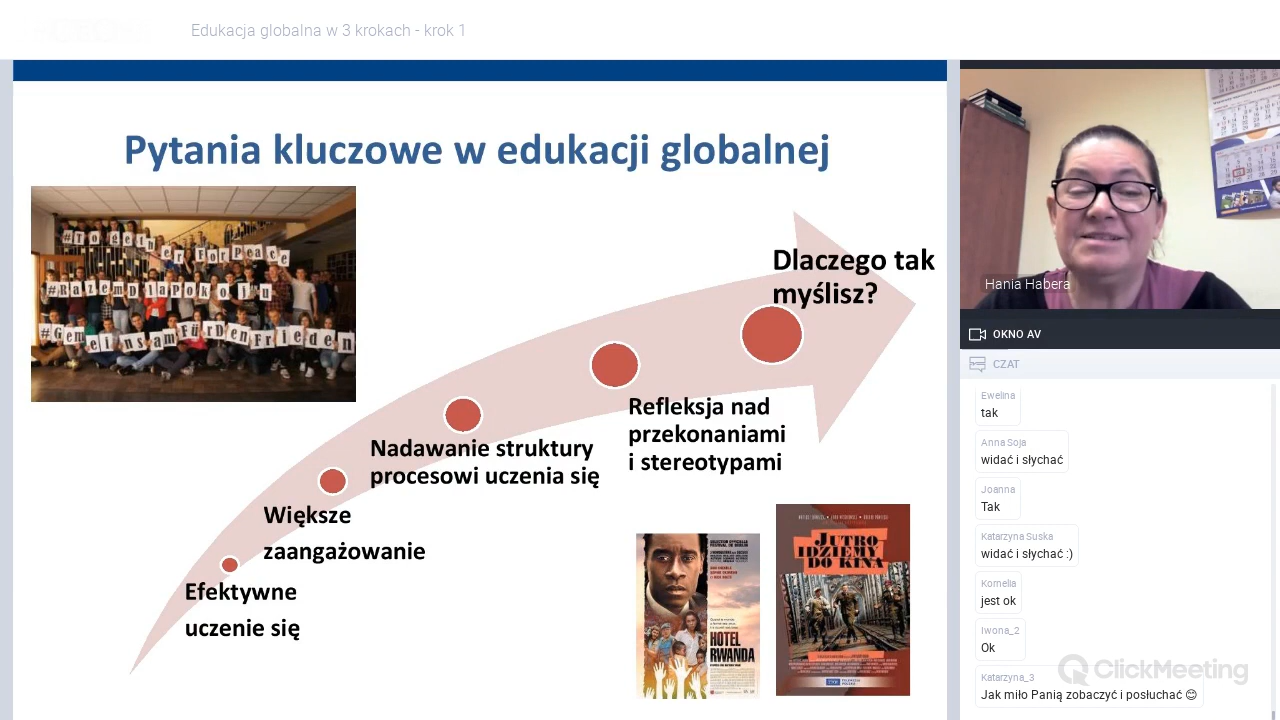 Edukacja globalna w 3 krokach - krok 1
Pytania kluczowe w edukacji globalnej
#TogetherForPeace
#RazemDlaPokoju
#GemeinsamFürDenFrieden
Dlaczego tak
myślisz?
Refleksja nad
przekonaniami
i stereotypami
Nadawanie struktury
procesowi uczenia się
Większe
zaangażowanie
Efektywne
uczenie się
HOTEL
RWANDA
JUTRO
IDZIEMY
DO KINA
Hania Habera
OKNO AV
CZAT
Ewelina
tak
Anna Soja
widać i słychać
Joanna
Tak
Katarzyna Suska
widać i słychać :)
Kornelia
jest ok
Iwona_2
Ok
Katarzyna_3
Jak miło Panią zobaczyć i posłuchać 😊
ClickMeeting